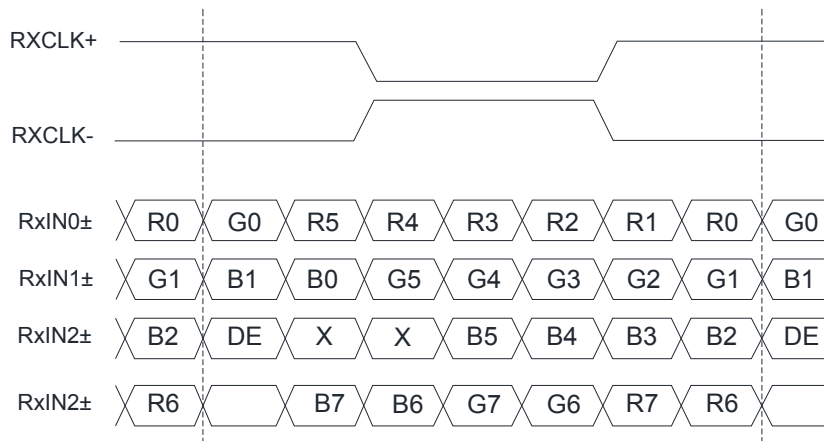 RXCLK+
RXCLK-
RxIN0± R0 G0 R5 R4 R3 R2 R1 R0 G0
RxIN1± G1 B1 B0 G5 G4 G3 G2 G1 B1
RxIN2± B2 DE X X B5 B4 B3 B2 DE
RxIN2± R6 B7 B6 G7 G6 R7 R6